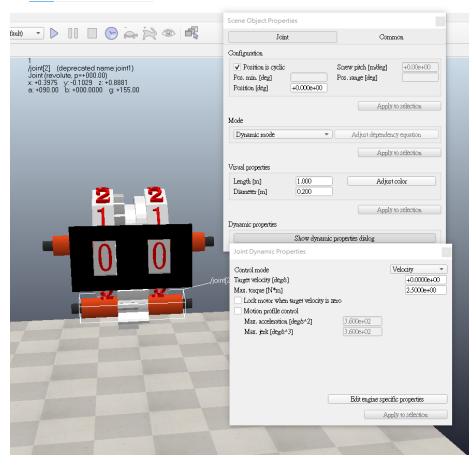 Scene Object Properties
fault)
Joint
Common
1
/joint[2] (deprecated name:joint1)
Joint (revolute, p=+000.00)
x: +0.3975 y:-0.1029 z: +0.8881
a: +090.00 b: +000.0000 g: +155.00
Configuration
Position is cyclic
Screw pitch [m/deg]
+0.00e+00
Pos. min. [deg]
Pos. range [deg]
Position [deg]
+0.000e+00
Apply to selection
Mode
Dynamic mode
Adjust dependency equation
Apply to selection
Visual properties
Length [m]
1.000
Adjust color
Diameter [m]
0.200
Apply to selection
Dynamic properties
Show dynamic properties dialog
2 2
1 1
0 0
/joint[2
Joint Dynamic Properties
Control mode
Velocity
Target velocity [deg/s]
+0.0000e+00
Max. torque [N*m]
2.5000e+00
Lock motor when target velocity is zero
Motion profile control
Max. acceleration [deg/s^2]
3.600e+02
Max. jerk [deg/s^3]
3.600e+02
Edit engine specific properties
Apply to selection